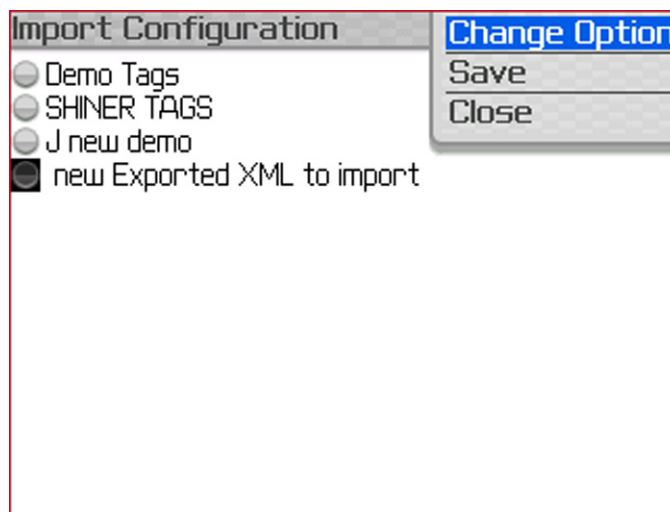 Import Configuration
Change Option
Save
Close
Demo Tags
SHINER TAGS
J new demo
new Exported XML to import